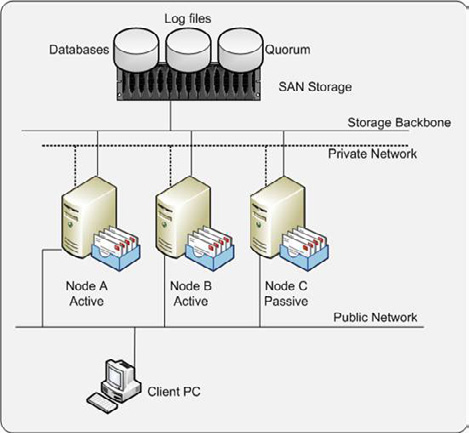 Log files
Databases
Quorum
SAN Storage
Storage Backbone
Private Network
Node A
Active
Node B
Active
Node C
Passive
Public Network
Client PC